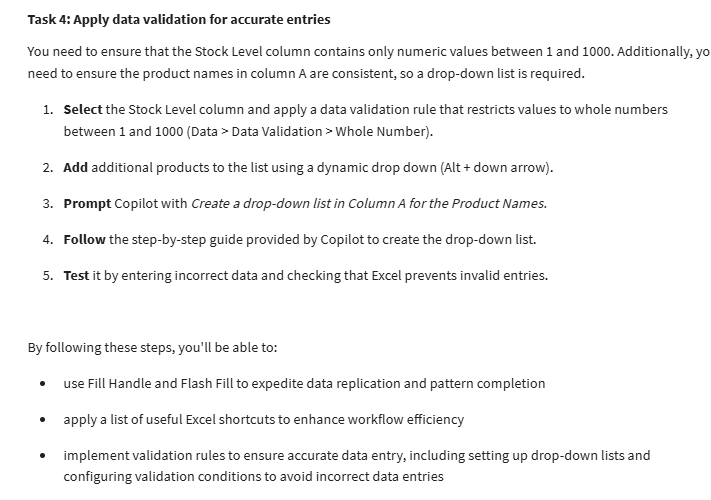 Task 4: Apply data validation for accurate entries
You need to ensure that the Stock Level column contains only numeric values between 1 and 1000. Additionally, yo
need to ensure the product names in column A are consistent, so a drop-down list is required.
1. Select the Stock Level column and apply a data validation rule that restricts values to whole numbers
between 1 and 1000 (Data > Data Validation > Whole Number).
2. Add additional products to the list using a dynamic drop down (Alt + down arrow).
3. Prompt Copilot with Create a drop-down list in Column A for the Product Names.
4. Follow the step-by-step guide provided by Copilot to create the drop-down list.
5. Test it by entering incorrect data and checking that Excel prevents invalid entries.
By following these steps, you'll be able to:
• use Fill Handle and Flash Fill to expedite data replication and pattern completion
• apply a list of useful Excel shortcuts to enhance workflow efficiency
• implement validation rules to ensure accurate data entry, including setting up drop-down lists and
configuring validation conditions to avoid incorrect data entries